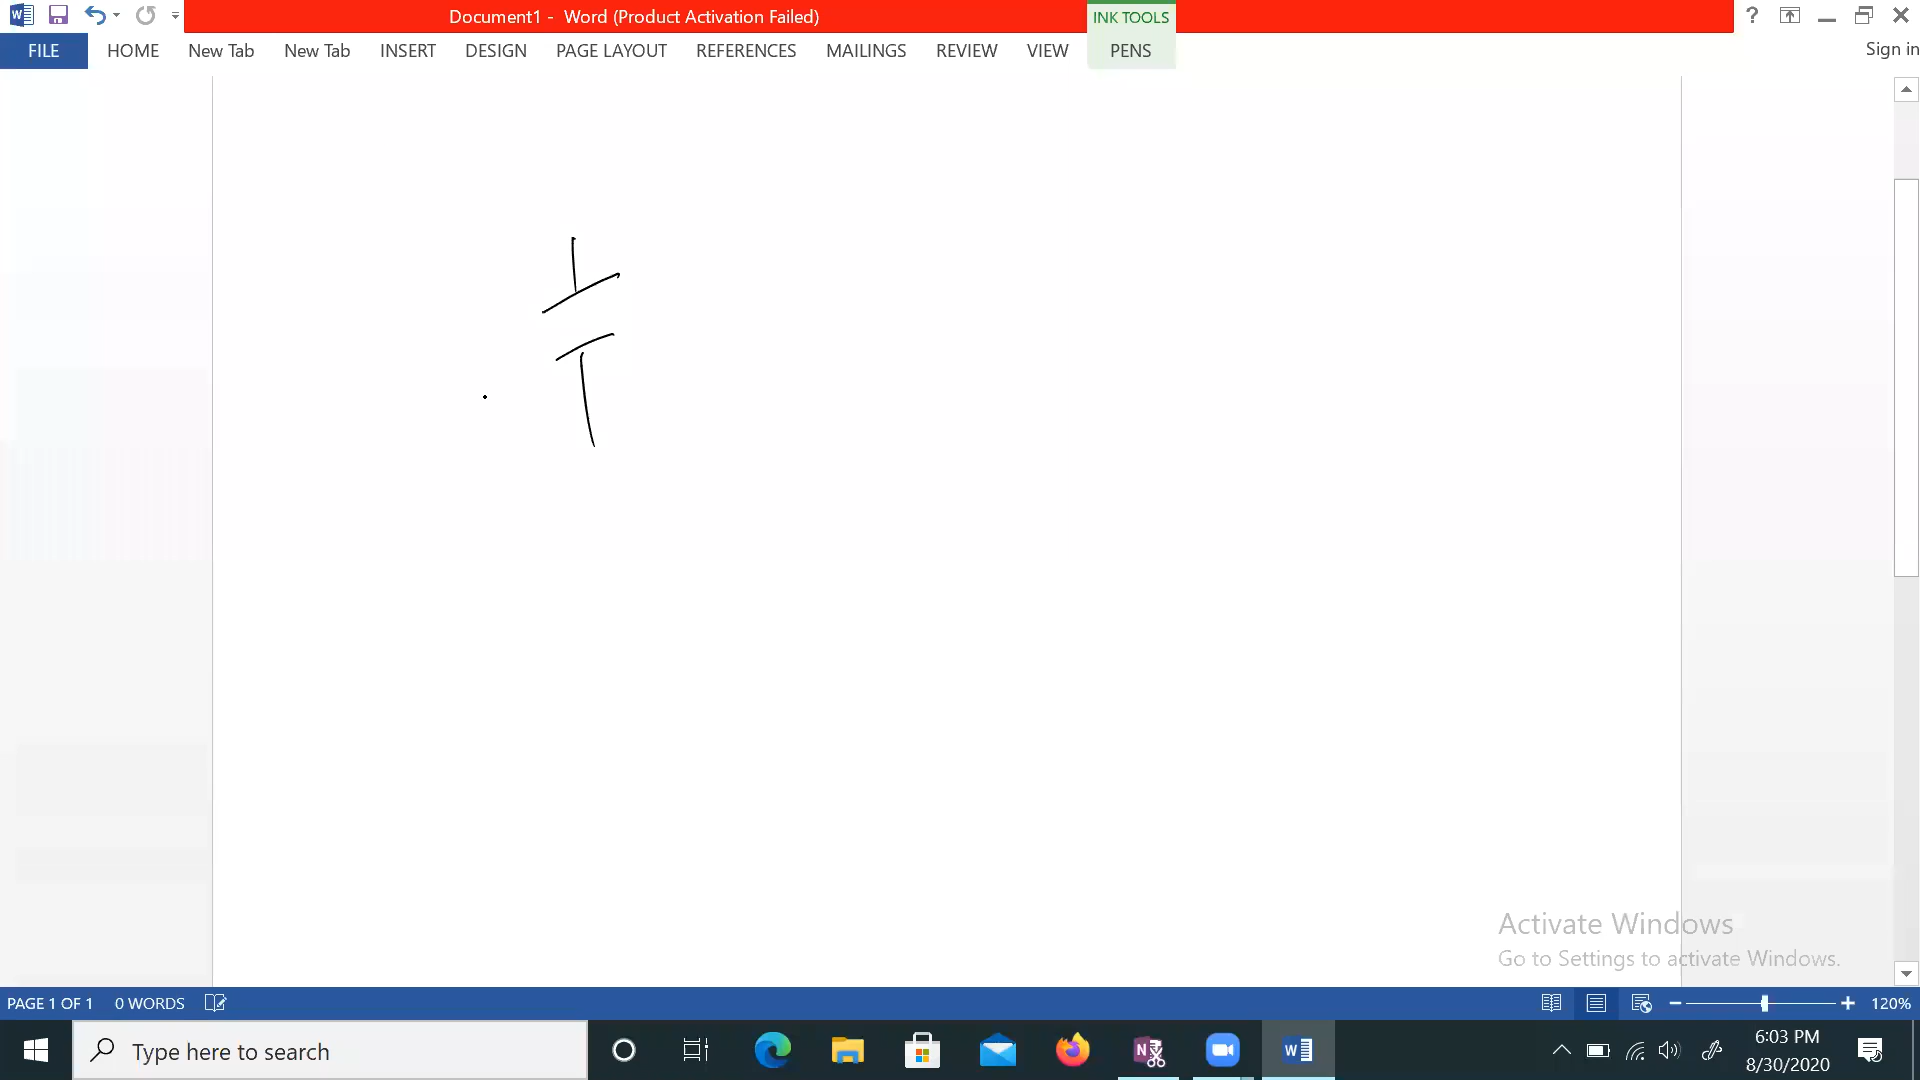 Document1 - Word (Product Activation Failed)
INK TOOLS
?
FILE HOME New Tab New Tab INSERT DESIGN PAGE LAYOUT REFERENCES MAILINGS REVIEW VIEW PENS Sign in
Activate Windows
Go to Settings to activate Windows.
PAGE 1 OF 1 0 WORDS 120%
Type here to search
6:03 PM
8/30/2020